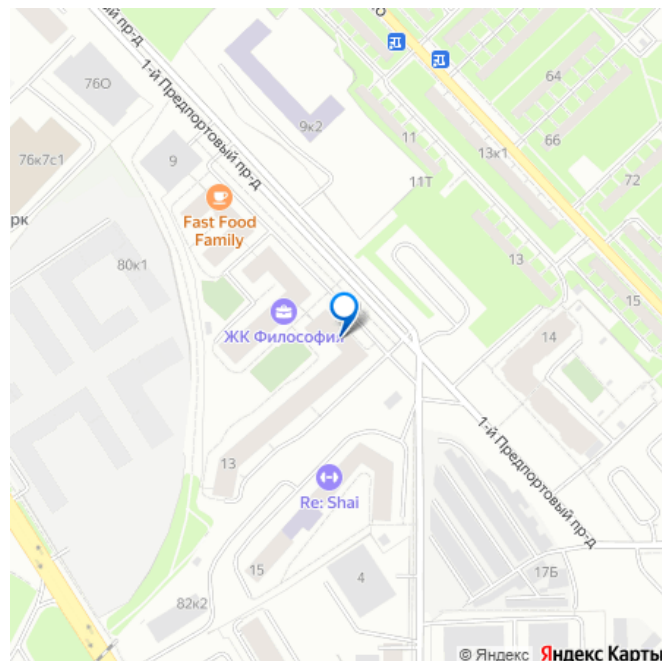 й пр-д
о
76О
1-й Предпортовый пр-д
64
9к2
11
66
13к1
76к7с1
9
11Т
72
рк
Fast Food
Family
80к1
13
15
ЖК Философия
14
1-й Предпортовый пр-д
13
Re: Shai
15
4
17Б
82к2
© Яндекс Яндекс Карты